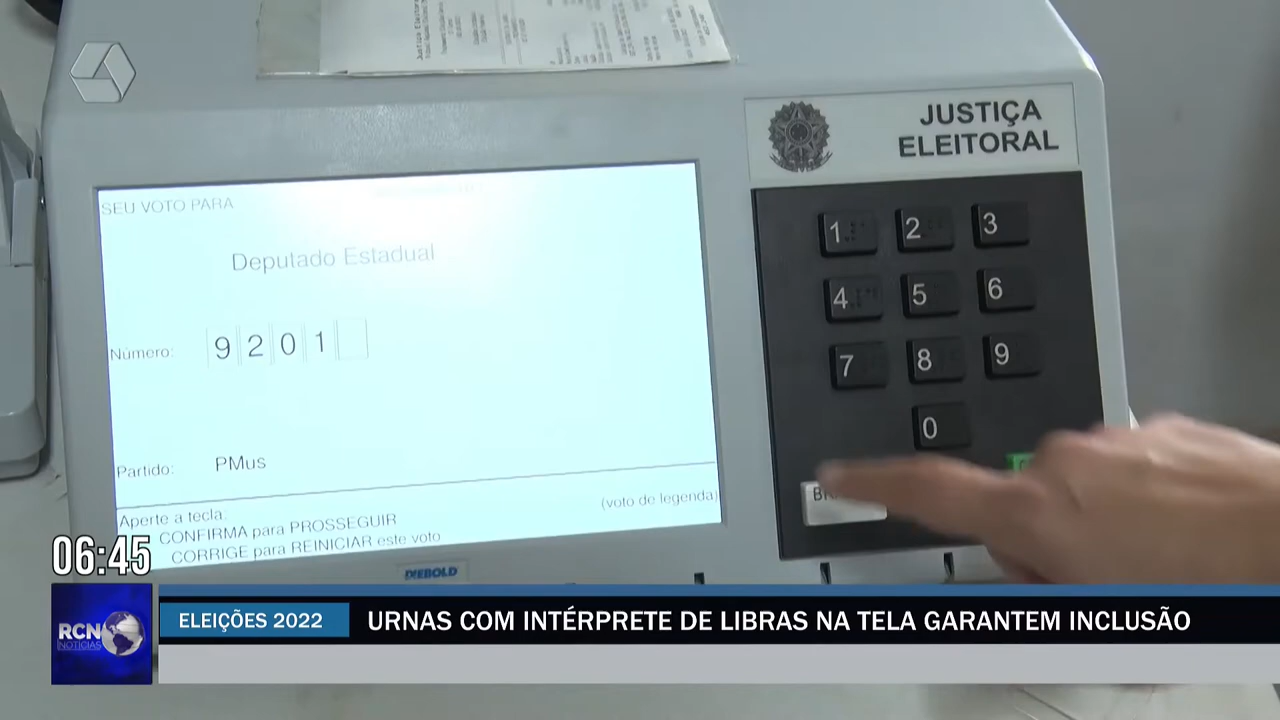 JUSTIÇA
ELEITORAL
SEU VOTO PARA
Deputado Estadual
Número: 9 2 0 1
Partido: PMus
(voto de legenda)
Aperte a tecla:
CONFIRMA para PROSSEGUIR
CORRIGE para REINICIAR este voto
DIEBOLD
1 2 3
4 5 6
7 8 9
0
06:45
RCN
NOTÍCIAS
ELEIÇÕES 2022
URNAS COM INTÉRPRETE DE LIBRAS NA TELA GARANTEM INCLUSÃO